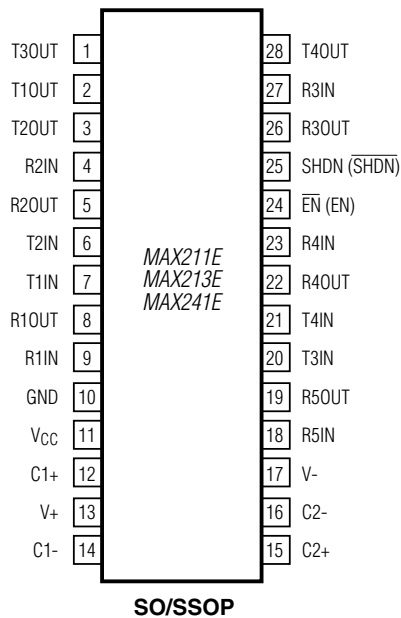 T3OUT 1 28 T4OUT
T1OUT 2 27 R3IN
T2OUT 3 26 R3OUT
R2IN 4 25 SHDN (S̅H̅D̅N̅)
R2OUT 5 24 E̅N̅ (EN)
T2IN 6 23 R4IN
MAX211E
T1IN 7 MAX213E 22 R4OUT
MAX241E
R1OUT 8 21 T4IN
R1IN 9 20 T3IN
GND 10 19 R5OUT
VCC 11 18 R5IN
C1+ 12 17 V-
V+ 13 16 C2-
C1- 14 15 C2+
SO/SSOP